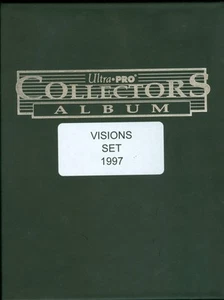 Ultra•PRO®
COLLECTORS
ALBUM
VISIONS
SET
1997